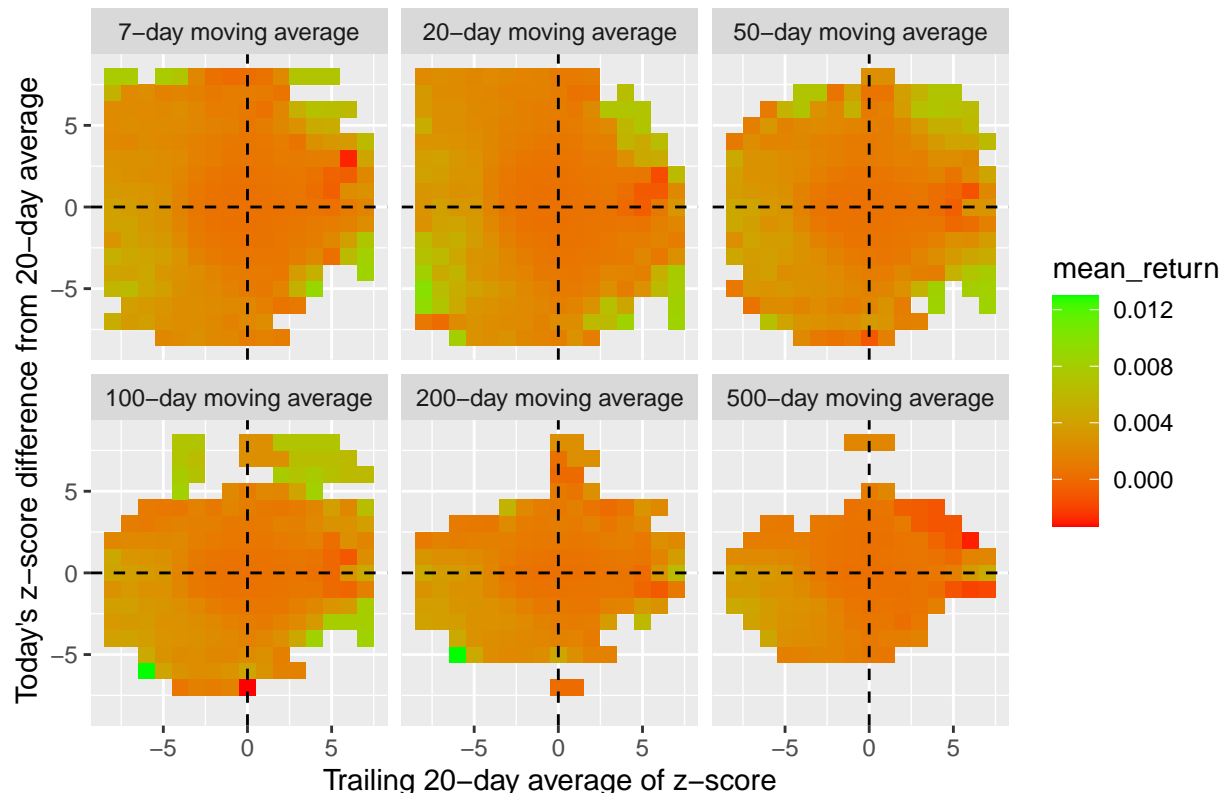 7−day moving average
20−day moving average
50−day moving average
5
0
−5
100−day moving average
200−day moving average
500−day moving average
5
0
−5
−5 0 5
−5 0 5
−5 0 5
Trailing 20−day average of z−score
Today's z−score difference from 20−day average
mean_return
0.012
0.008
0.004
0.000